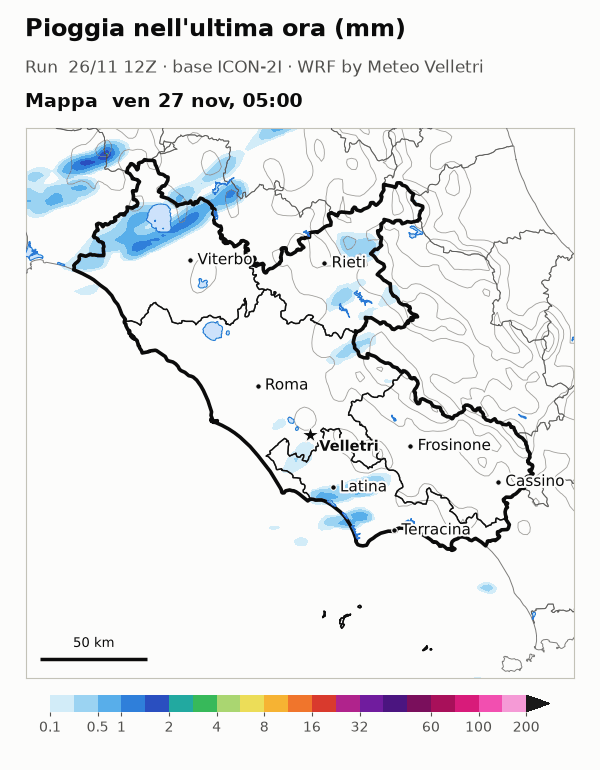 Pioggia nell'ultima ora (mm)
Run  26/11 12Z · base ICON-2I · WRF by Meteo Velletri
Mappa  ven 27 nov, 05:00
Viterbo
Rieti
Roma
Velletri
Frosinone
Latina
Cassino
Terracina
50 km
0.1 0.5 1 2 4 8 16 32 60 100 200